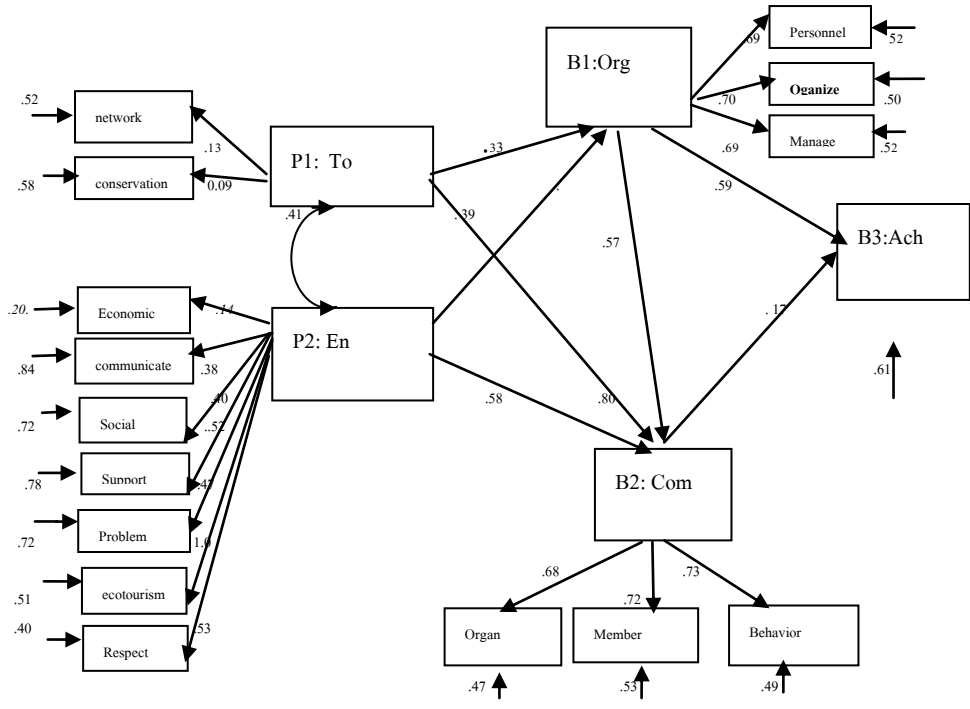 .69
Personnel
.52
B1:Org
.52
.70
Oganize
.50
network
.13
P1: To
.33
.69
Manage
.52
.58
conservation
0.09
.59
.41
.39
B3:Ach
.57
.20.
Economic
.14
.17
P2: En
.84
communicate
.38
.61
.40
.58
.80
.72
Social
..52
.78
Support
.47
B2: Com
.72
Problem
1.0
.68
.73
.51
ecotourism
.72
.40
.53
Organ
Member
Behavior
Respect
.47
.53
.49